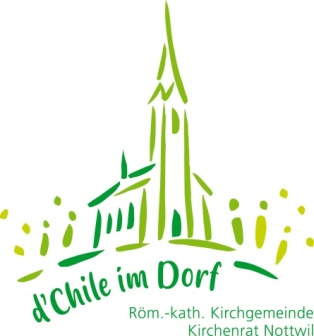 d'Chile im Dorf
Röm.-kath. Kirchgemeinde
Kirchenrat Nottwil